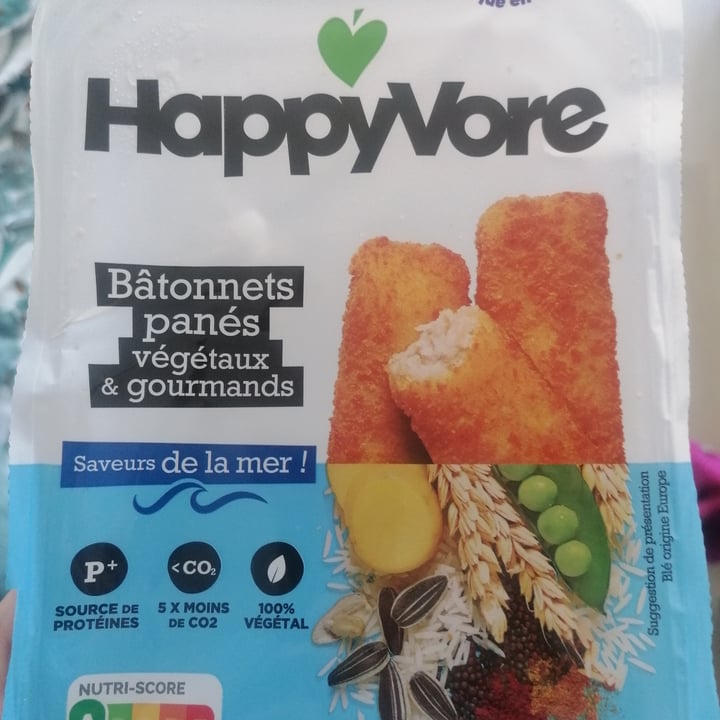 HappyVore
Bâtonnets
panés
végétaux
& gourmands
Saveurs de la mer !
P+
SOURCE DE
PROTÉINES
<CO₂
5 X MOINS
DE CO2
100%
VÉGÉTAL
NUTRI-SCORE
Suggestion de présentation
Blé origine Europe